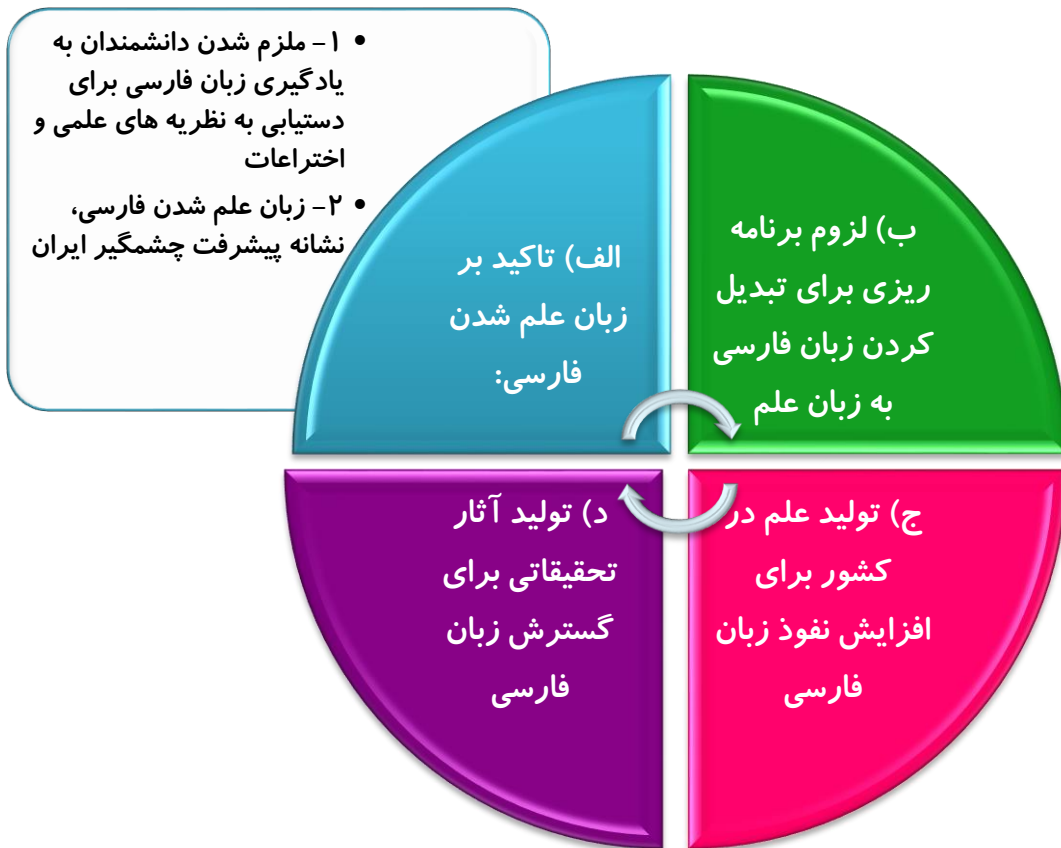 • ۱- ملزم شدن دانشمندان به
یادگیری زبان فارسی برای
دستیابی به نظریه های علمی و
اختراعات
• ۲- زبان علم شدن فارسی،
نشانه پیشرفت چشمگیر ایران
الف) تاکید بر
زبان علم شدن
فارسی:
ب) لزوم برنامه
ریزی برای تبدیل
کردن زبان فارسی
به زبان علم
ج) تولید علم در
کشور برای
افزایش نفوذ زبان
فارسی
د) تولید آثار
تحقیقاتی برای
گسترش زبان
فارسی